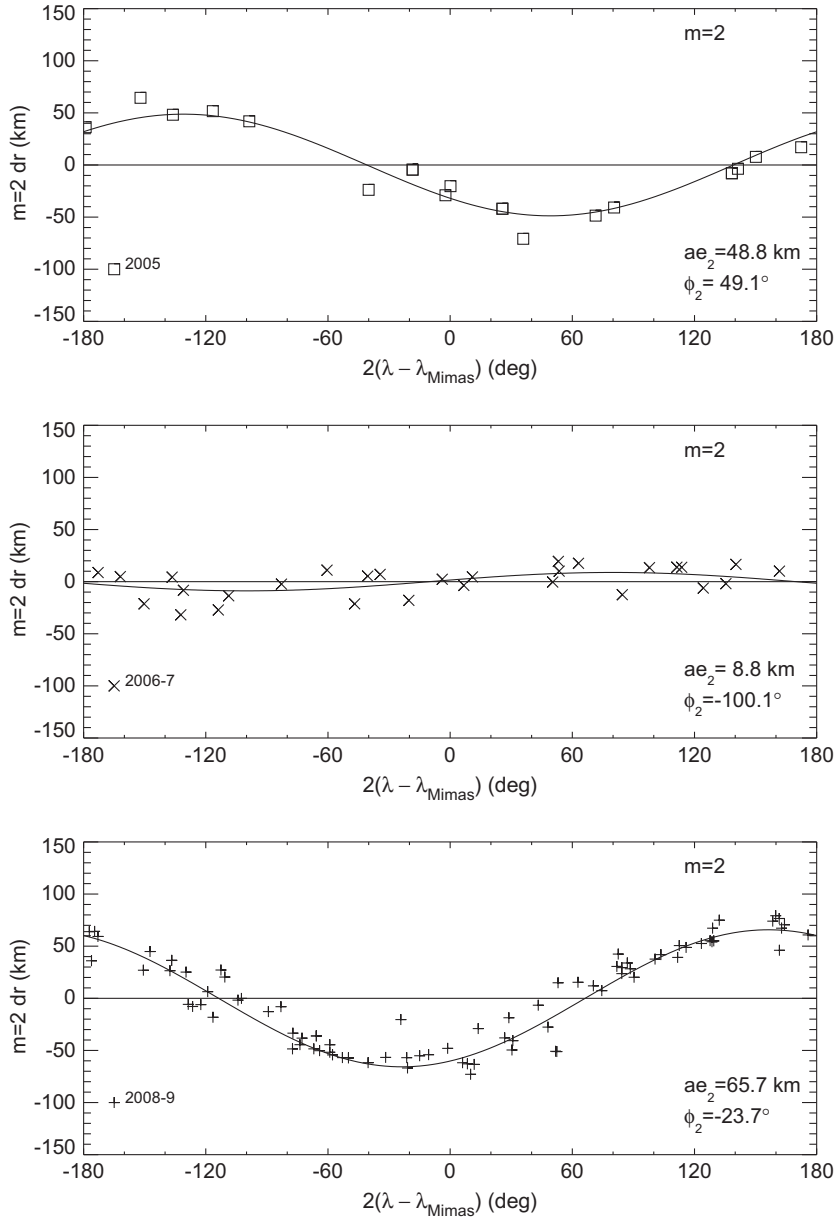 m=2
150
100
50
0
-50
-100
-150
m=2 dr (km)
2005
ae2=48.8 km
ϕ2= 49.1°
-180 -120 -60 0 60 120 180
2(λ – λMimas) (deg)
m=2
150
100
50
0
-50
-100
-150
m=2 dr (km)
2006-7
ae2= 8.8 km
ϕ2=-100.1°
-180 -120 -60 0 60 120 180
2(λ – λMimas) (deg)
m=2
150
100
50
0
-50
-100
-150
m=2 dr (km)
2008-9
ae2=65.7 km
ϕ2=-23.7°
-180 -120 -60 0 60 120 180
2(λ – λMimas) (deg)